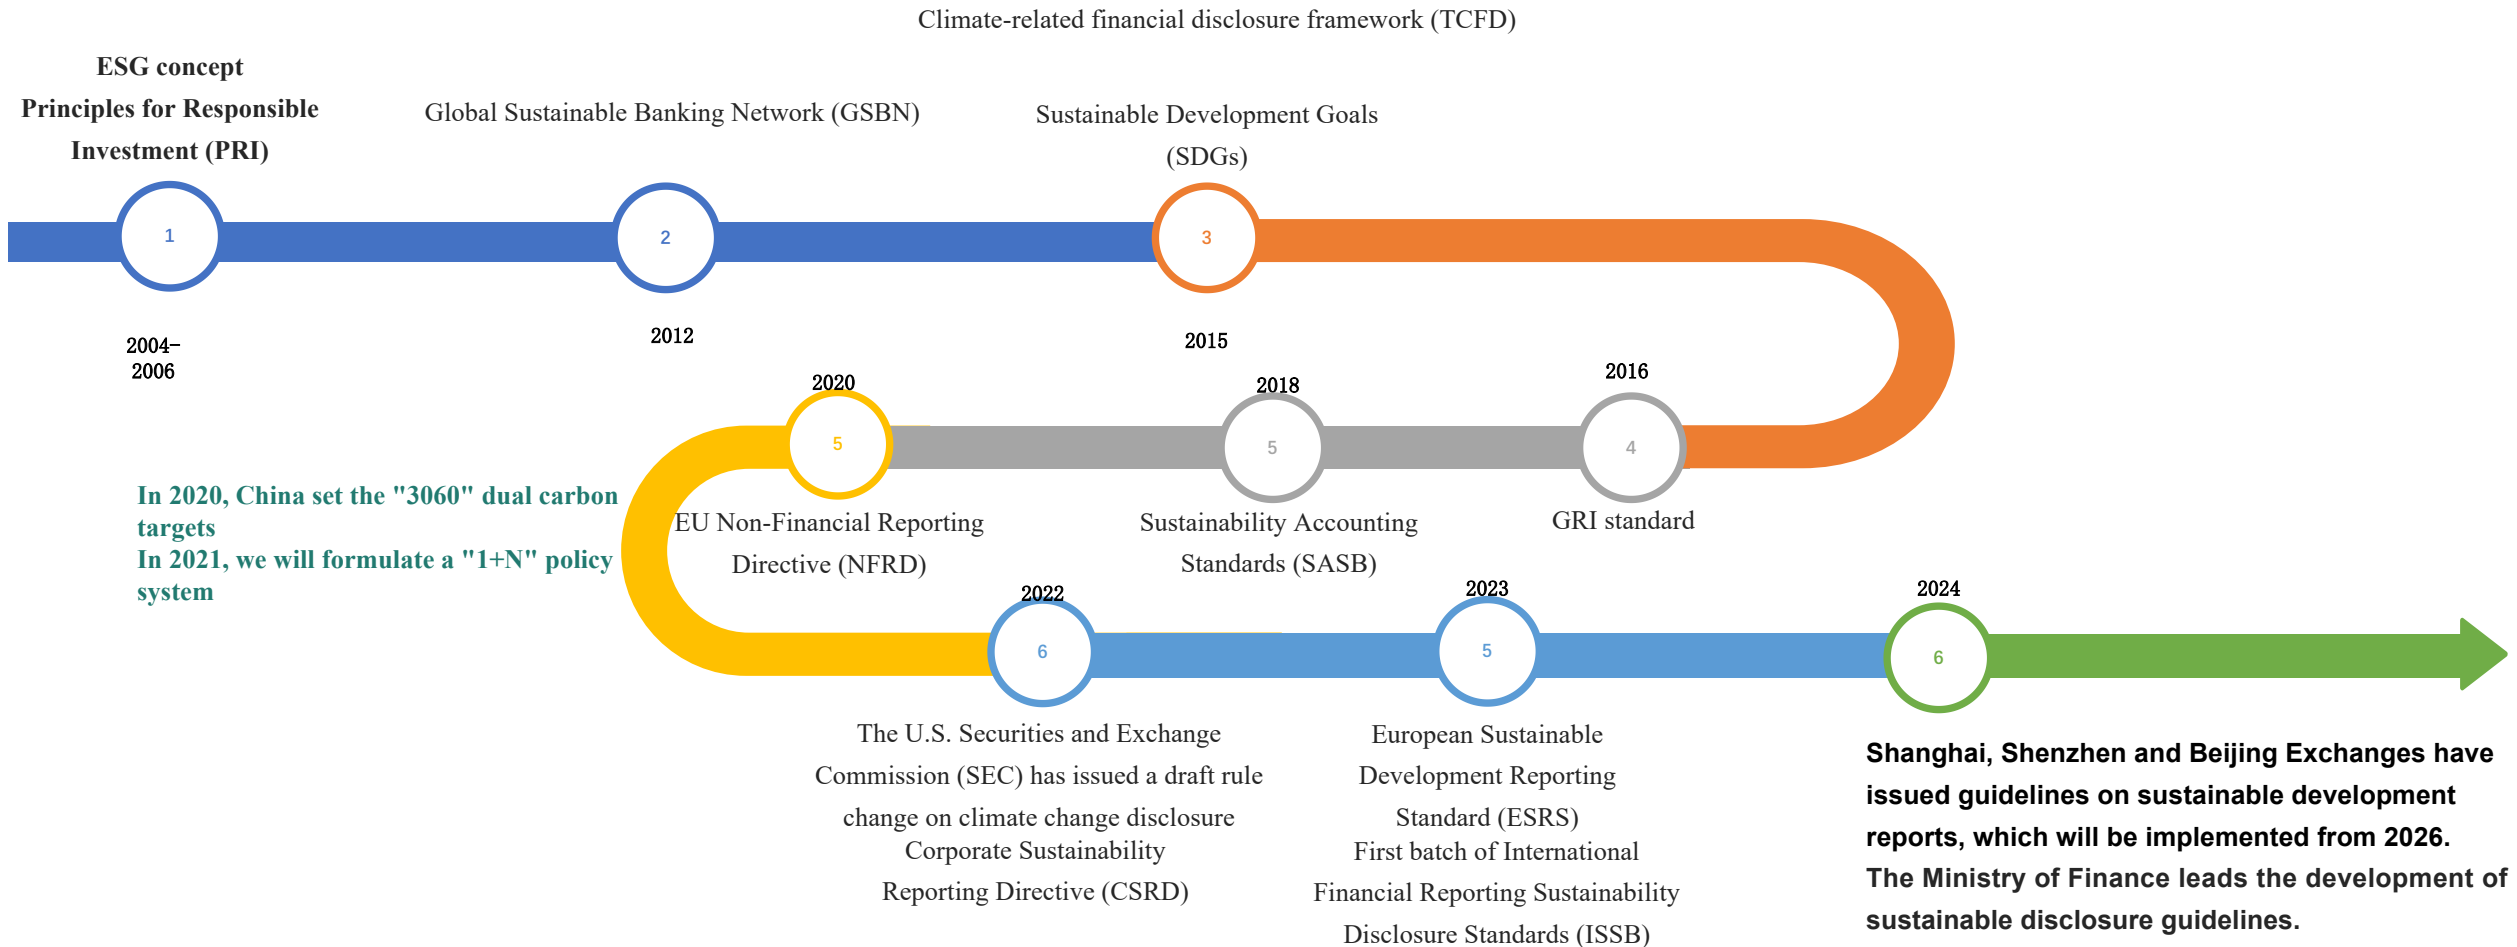 Climate-related financial disclosure framework (TCFD)
ESG concept
Principles for Responsible
Investment (PRI)
Global Sustainable Banking Network (GSBN)
Sustainable Development Goals
(SDGs)
1
2
3
2004-
2006
2012
2015
2020
2018
2016
5
5
4
In 2020, China set the "3060" dual carbon
targets
In 2021, we will formulate a "1+N" policy
system
EU Non-Financial Reporting
Directive (NFRD)
Sustainability Accounting
Standards (SASB)
GRI standard
2022
2023
2024
6
5
6
The U.S. Securities and Exchange
Commission (SEC) has issued a draft rule
change on climate change disclosure
Corporate Sustainability
Reporting Directive (CSRD)
European Sustainable
Development Reporting
Standard (ESRS)
First batch of International
Financial Reporting Sustainability
Disclosure Standards (ISSB)
Shanghai, Shenzhen and Beijing Exchanges have
issued guidelines on sustainable development
reports, which will be implemented from 2026.
The Ministry of Finance leads the development of
sustainable disclosure guidelines.